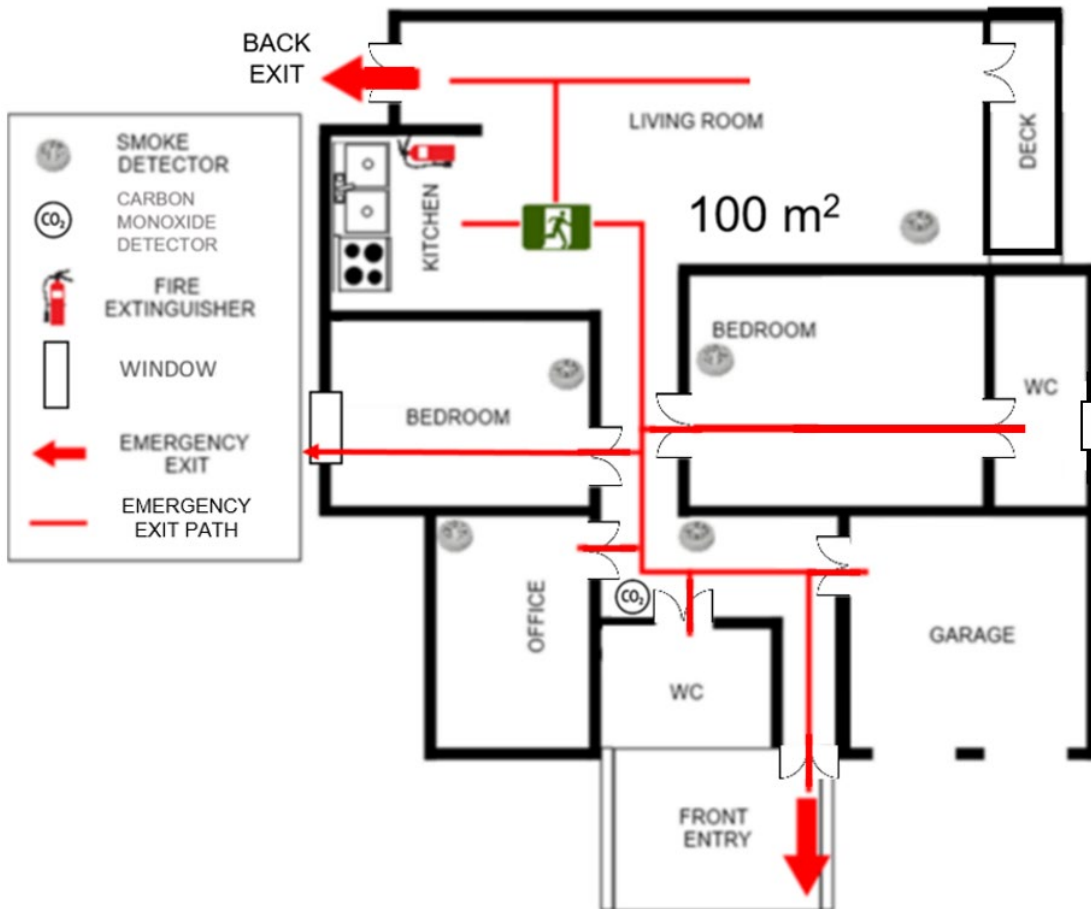 BACK
EXIT
SMOKE
DETECTOR
CO₂
CARBON
MONOXIDE
DETECTOR
FIRE
EXTINGUISHER
WINDOW
EMERGENCY
EXIT
EMERGENCY
EXIT PATH
LIVING ROOM
DECK
KITCHEN
100 m²
BEDROOM
BEDROOM
WC
OFFICE
CO₂
WC
GARAGE
FRONT
ENTRY